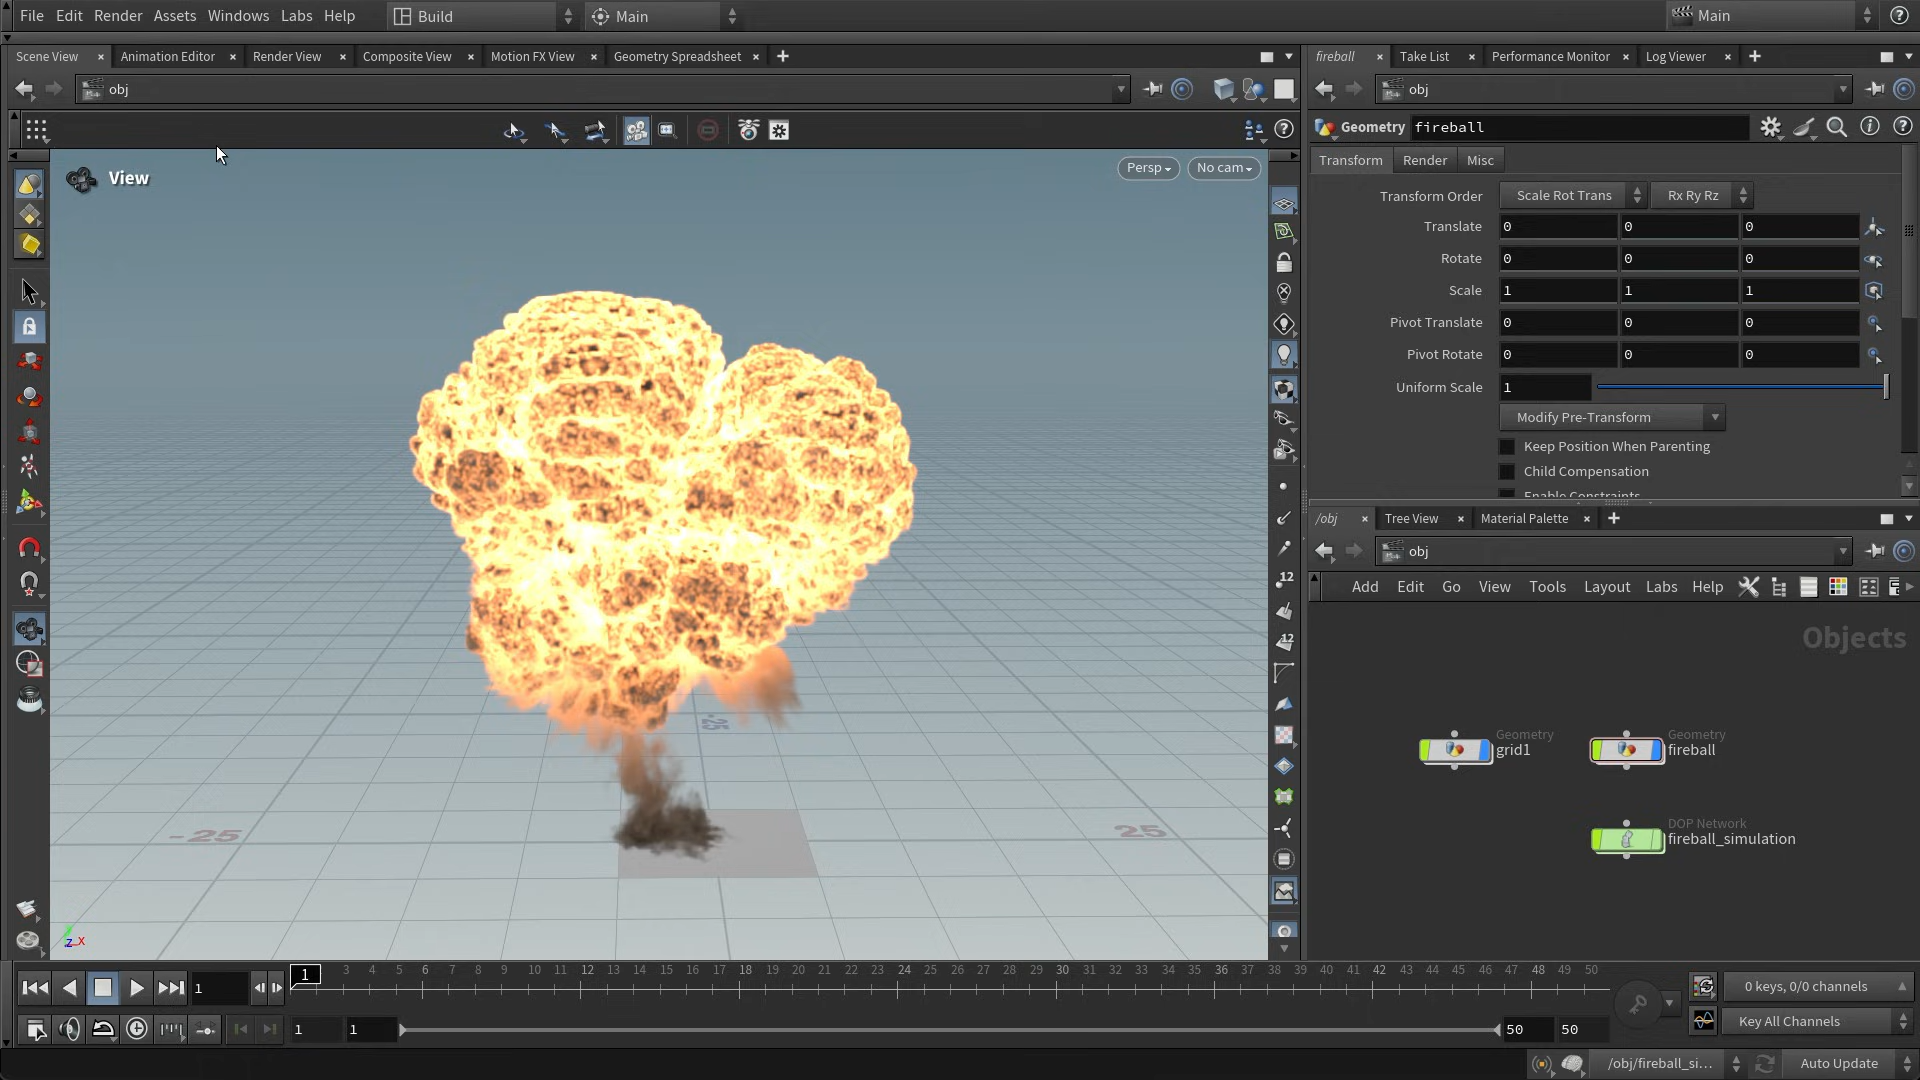 File Edit Render Assets Windows Labs Help Build Main Main
Scene View Animation Editor Render View Composite View Motion FX View Geometry Spreadsheet
obj
View
Persp No cam
-25 25 25
z x
fireball Take List Performance Monitor Log Viewer
obj
Geometry fireball
Transform Render Misc
Transform Order Scale Rot Trans Rx Ry Rz
Translate 0 0 0
Rotate 0 0 0
Scale 1 1 1
Pivot Translate 0 0 0
Pivot Rotate 0 0 0
Uniform Scale 1
Modify Pre-Transform
Keep Position When Parenting
Child Compensation
Enable Constraints
/obj Tree View Material Palette
obj
Add Edit Go View Tools Layout Labs Help
Objects
Geometry
grid1
Geometry
fireball
DOP Network
fireball_simulation
12
12
1 1 3 4 5 6 7 8 9 10 11 12 13 14 15 16 17 18 19 20 21 22 23 24 25 26 27 28 29 30 31 32 33 34 35 36 37 38 39 40 41 42 43 44 45 46 47 48 49 50
0 keys, 0/0 channels
1 1 50 50
Key All Channels
/obj/fireball_si... Auto Update